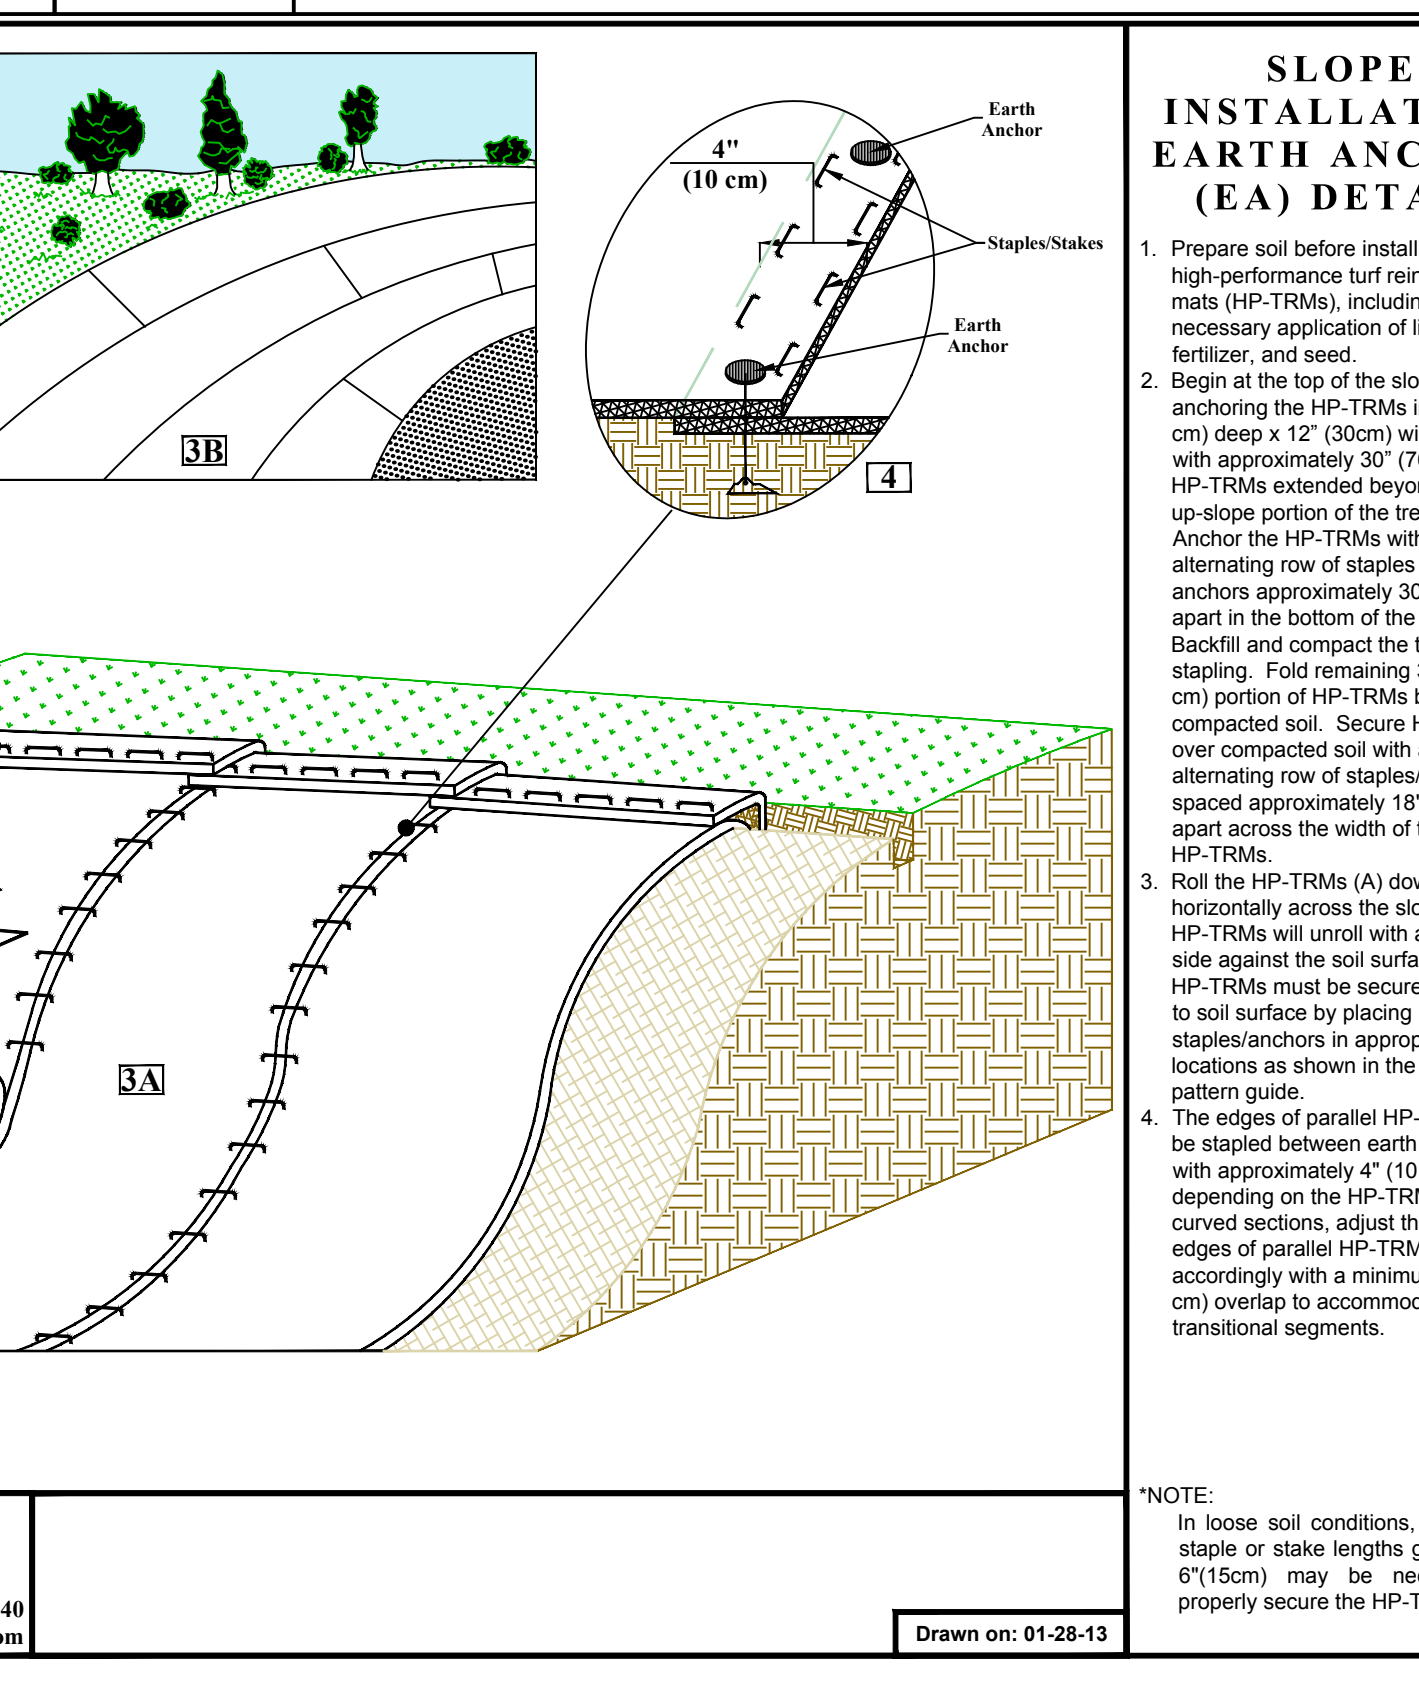 Earth
Anchor
4"
(10 cm)
Staples/Stakes
Earth
Anchor
3B
4
3A
40
om
Drawn on: 01-28-13
SLOPE
INSTALLAT
EARTH ANC
(EA) DETA
1. Prepare soil before install
high-performance turf rein
mats (HP-TRMs), includin
necessary application of li
fertilizer, and seed.
2. Begin at the top of the slo
anchoring the HP-TRMs i
cm) deep x 12” (30cm) wi
with approximately 30” (7
HP-TRMs extended beyo
up-slope portion of the tre
Anchor the HP-TRMs with
alternating row of staples
anchors approximately 30
apart in the bottom of the
Backfill and compact the t
stapling. Fold remaining 3
cm) portion of HP-TRMs b
compacted soil. Secure H
over compacted soil with a
alternating row of staples/
spaced approximately 18"
apart across the width of t
HP-TRMs.
3. Roll the HP-TRMs (A) dow
horizontally across the slo
HP-TRMs will unroll with a
side against the soil surfa
HP-TRMs must be secure
to soil surface by placing
staples/anchors in approp
locations as shown in the
pattern guide.
4. The edges of parallel HP-
be stapled between earth
with approximately 4" (10
depending on the HP-TRM
curved sections, adjust th
edges of parallel HP-TRM
accordingly with a minimu
cm) overlap to accommod
transitional segments.
*NOTE:
In loose soil conditions,
staple or stake lengths g
6"(15cm) may be nec
properly secure the HP-T